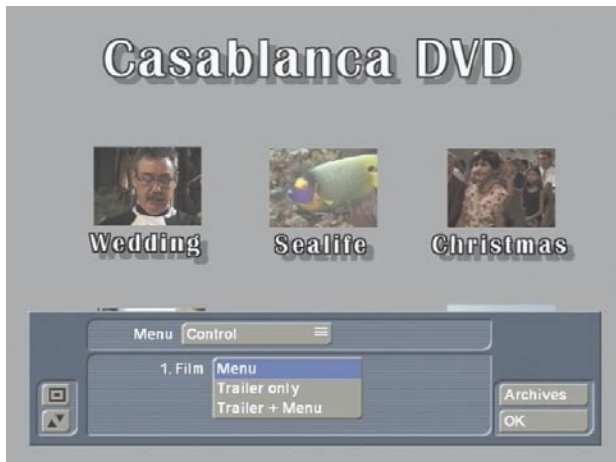 Casablanca DVD
Wedding Sealife Christmas
Menu Control
1. Film Menu
Trailer only
Trailer + Menu
Archives
OK